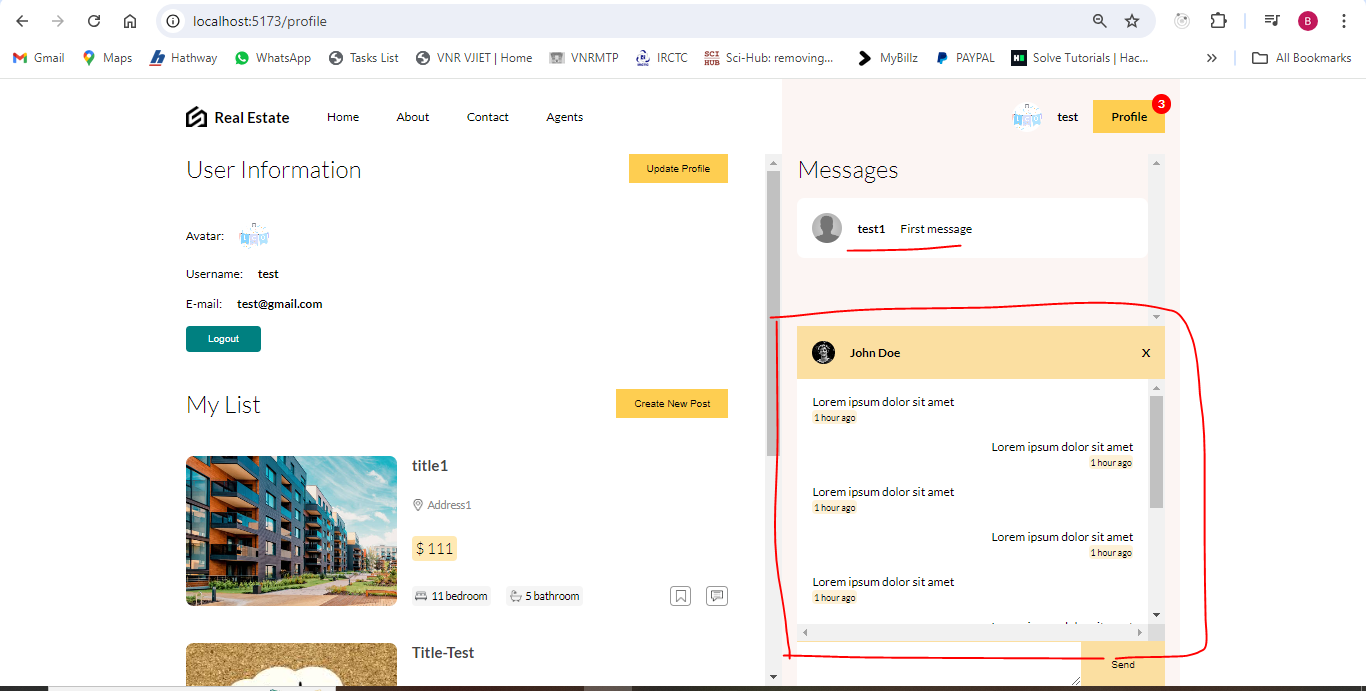 localhost:5173/profile
B
Gmail Maps Hathway WhatsApp Tasks List VNR VJIET | Home VNRMTP IRCTC SCI HUB Sci-Hub: removing... MyBillz PAYPAL Solve Tutorials | Hac... » All Bookmarks
Real Estate Home About Contact Agents
test Profile 3
User Information
Update Profile
Avatar:
Username: test
E-mail: test@gmail.com
Logout
My List
Create New Post
title1
Address1
$ 111
11 bedroom 5 bathroom
Title-Test
Messages
test1 First message
John Doe X
Lorem ipsum dolor sit amet
1 hour ago
Lorem ipsum dolor sit amet
1 hour ago
Lorem ipsum dolor sit amet
1 hour ago
Lorem ipsum dolor sit amet
1 hour ago
Lorem ipsum dolor sit amet
1 hour ago
Send